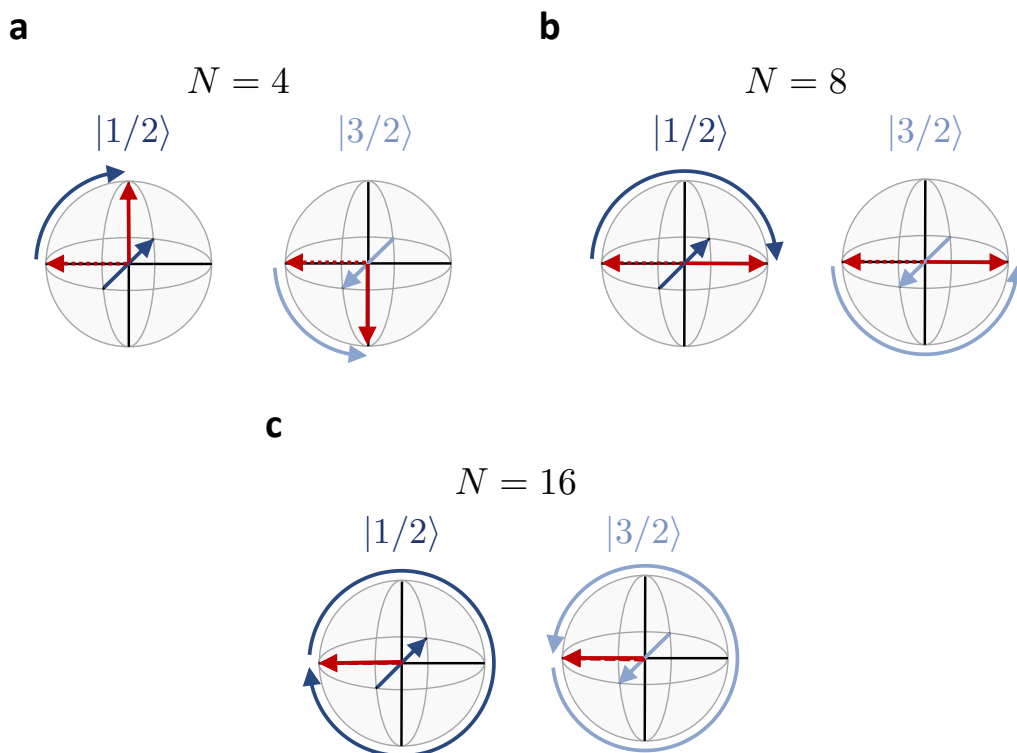 a
N = 4
|1/2⟩ |3/2⟩
b
N = 8
|1/2⟩ |3/2⟩
c
N = 16
|1/2⟩ |3/2⟩